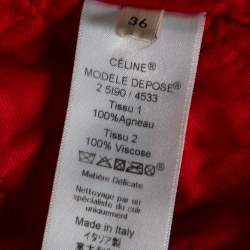 36
CÉLINE®
MODELE DEPOSE®
2 5I90 / 4533
Tissu 1
100%Agneau
Tissu 2
100% Viscose
Matière Délicate
Nettoyage par un
spécialiste du cuir
uniquement
Made in Italy
イタリア製